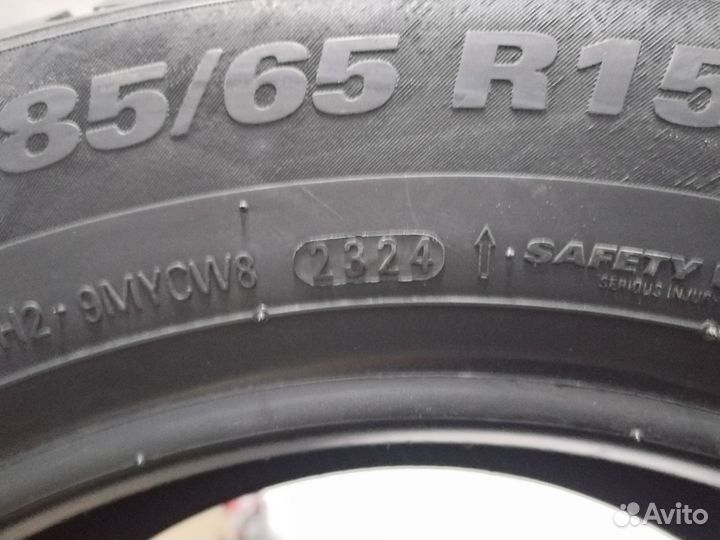 85/65 R15
H2- 9MYCW8 2324 ↑ SAFETY
SERIOUS INJUR
Avito